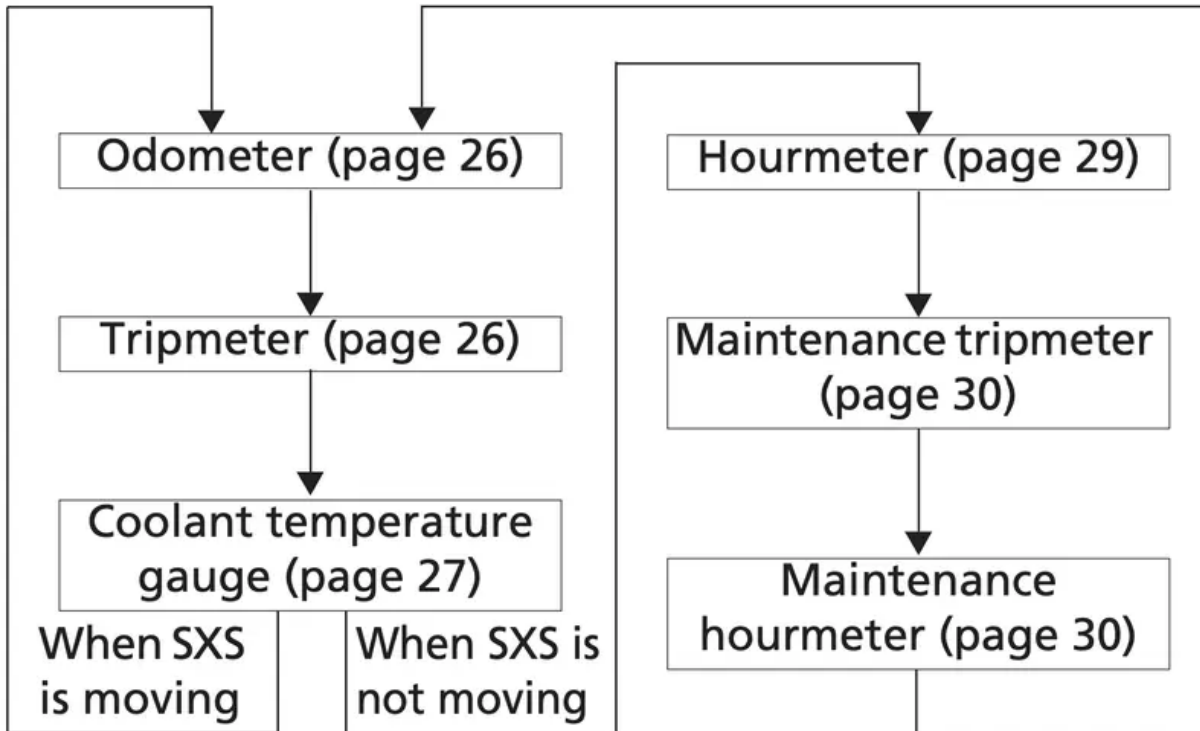 Odometer (page 26)
Tripmeter (page 26)
Coolant temperature
gauge (page 27)
When SXS
is moving
When SXS is
not moving
Hourmeter (page 29)
Maintenance tripmeter
(page 30)
Maintenance
hourmeter (page 30)